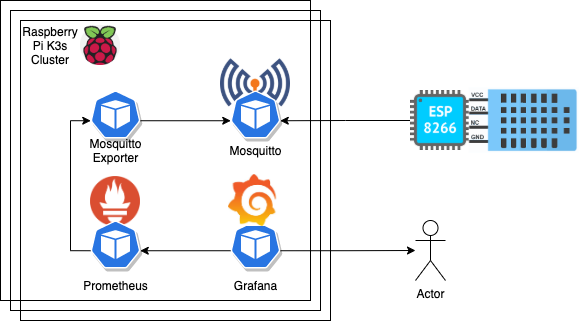 Raspberry
Pi K3s
Cluster
VCC
DATA
NC
GND
ESP
8266
Mosquitto
Exporter
Mosquitto
Prometheus
Grafana
Actor